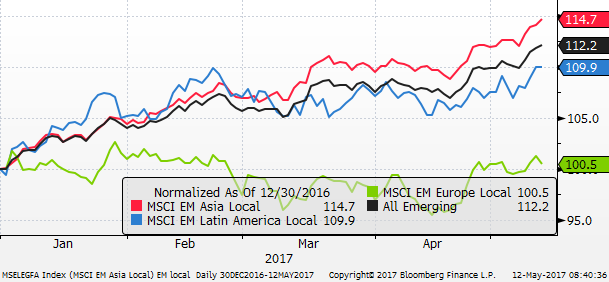 114.7
112.2
109.9
105.0
100.5
Normalized As Of 12/30/2016
MSCI EM Europe Local 100.5
MSCI EM Asia Local 114.7
All Emerging 112.2
MSCI EM Latin America Local 109.9
95.0
Jan Feb Mar Apr
2017
MSELEGFA Index (MSCI EM Asia Local) EM local Daily 30DEC2016-12MAY2017 Copyright© 2017 Bloomberg Finance L.P. 12-May-2017 08:40:36